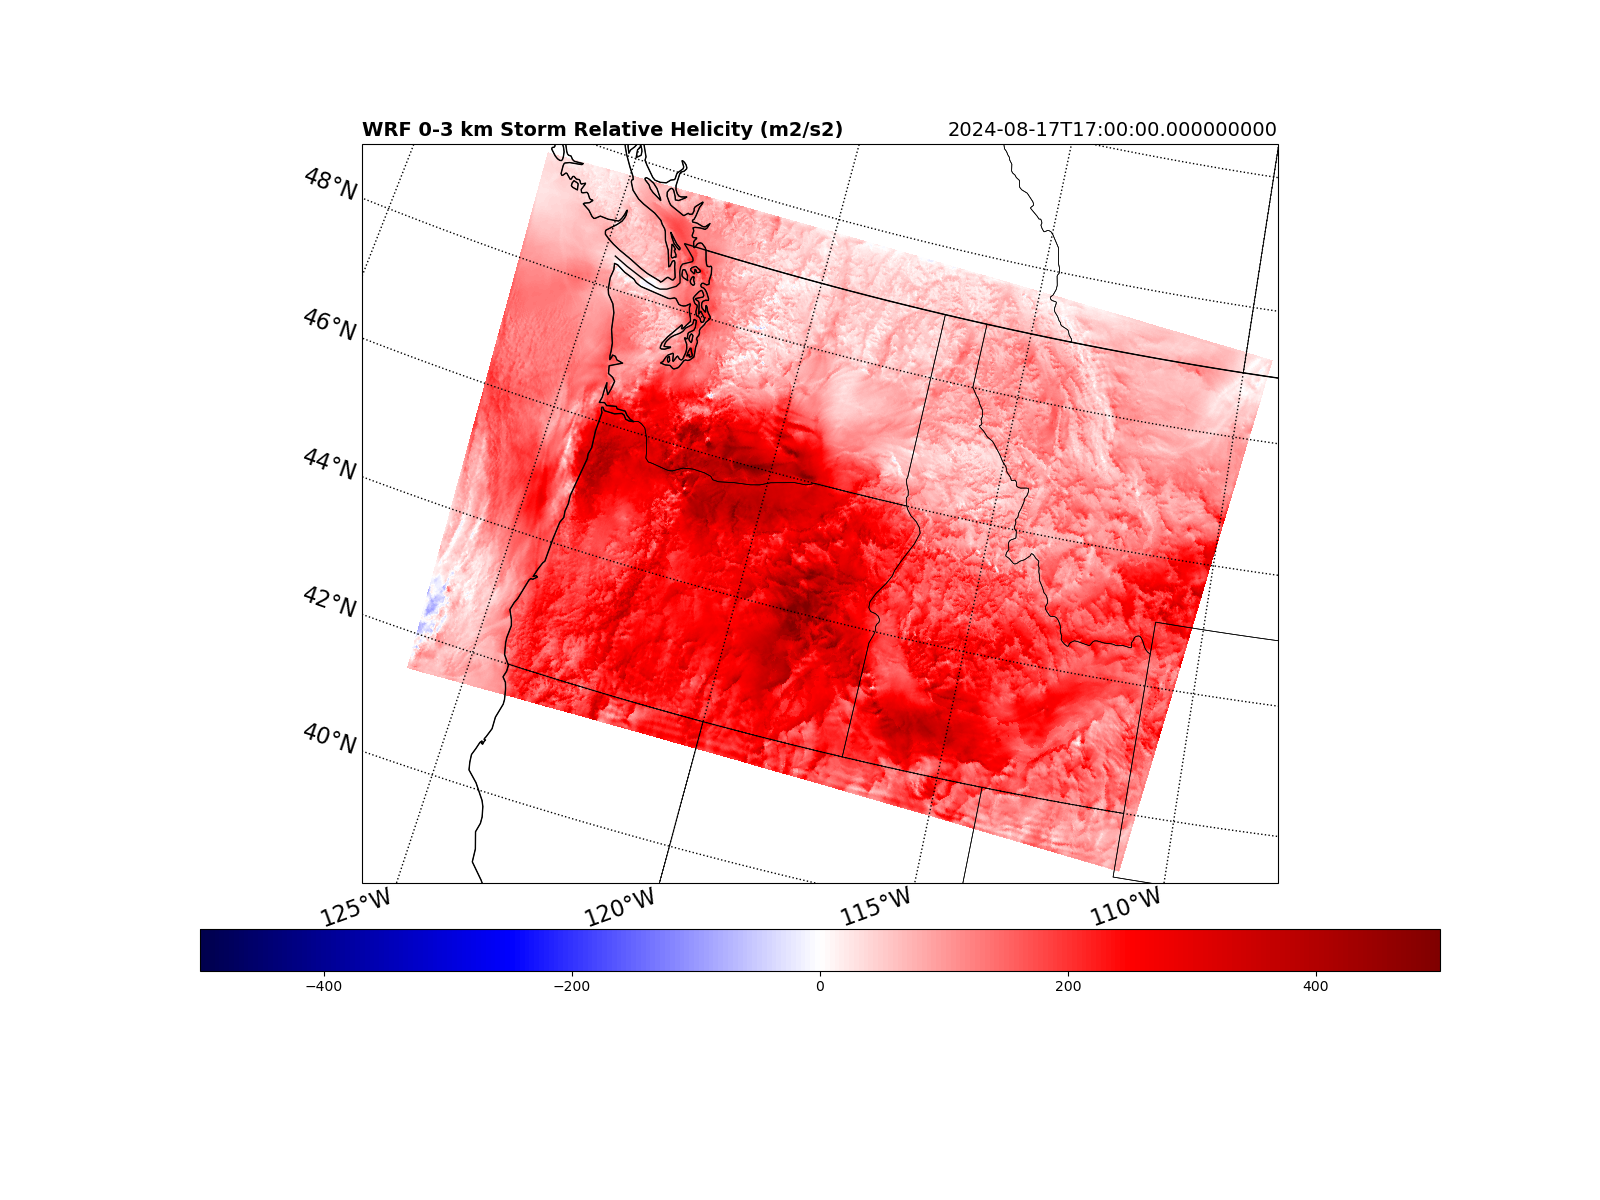 WRF 0-3 km Storm Relative Helicity (m2/s2) 2024-08-17T17:00:00.000000000
48°N
46°N
44°N
42°N
40°N
125°W 120°W 115°W 110°W
−400 −200 0 200 400